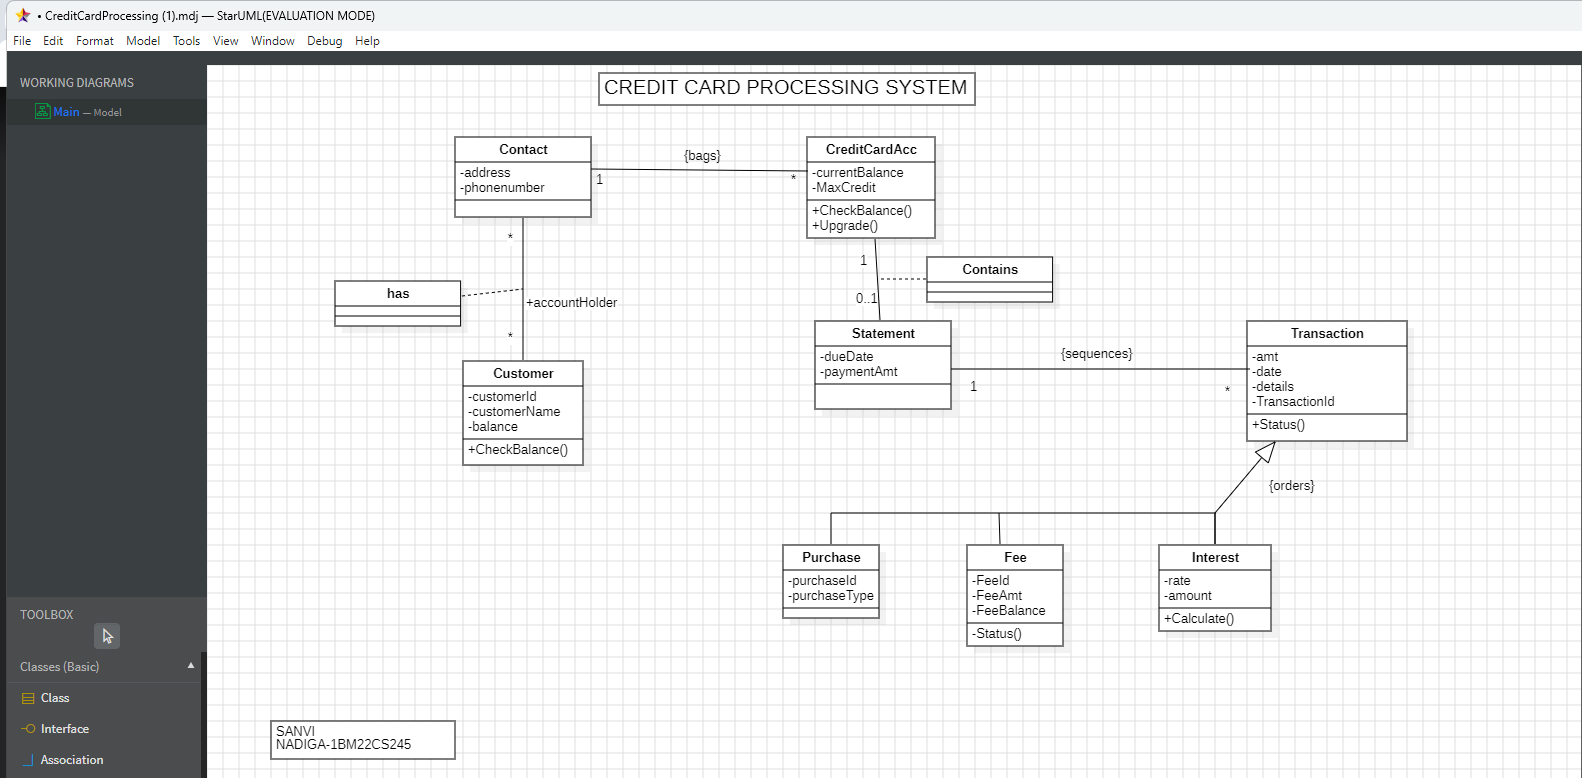 • CreditCardProcessing (1).mdj — StarUML(EVALUATION MODE)
File Edit Format Model Tools View Window Debug Help
WORKING DIAGRAMS
Main — Model
CREDIT CARD PROCESSING SYSTEM
Contact
-address
-phonenumber
{bags}
1
*
CreditCardAcc
-currentBalance
-MaxCredit
+CheckBalance()
+Upgrade()
*
has
+accountHolder
*
1
0..1
Contains
Customer
-customerId
-customerName
-balance
+CheckBalance()
Statement
-dueDate
-paymentAmt
{sequences}
1
*
Transaction
-amt
-date
-details
-TransactionId
+Status()
{orders}
Purchase
-purchaseId
-purchaseType
Fee
-FeeId
-FeeAmt
-FeeBalance
-Status()
Interest
-rate
-amount
+Calculate()
TOOLBOX
Classes (Basic)
Class
Interface
Association
SANVI
NADIGA-1BM22CS245